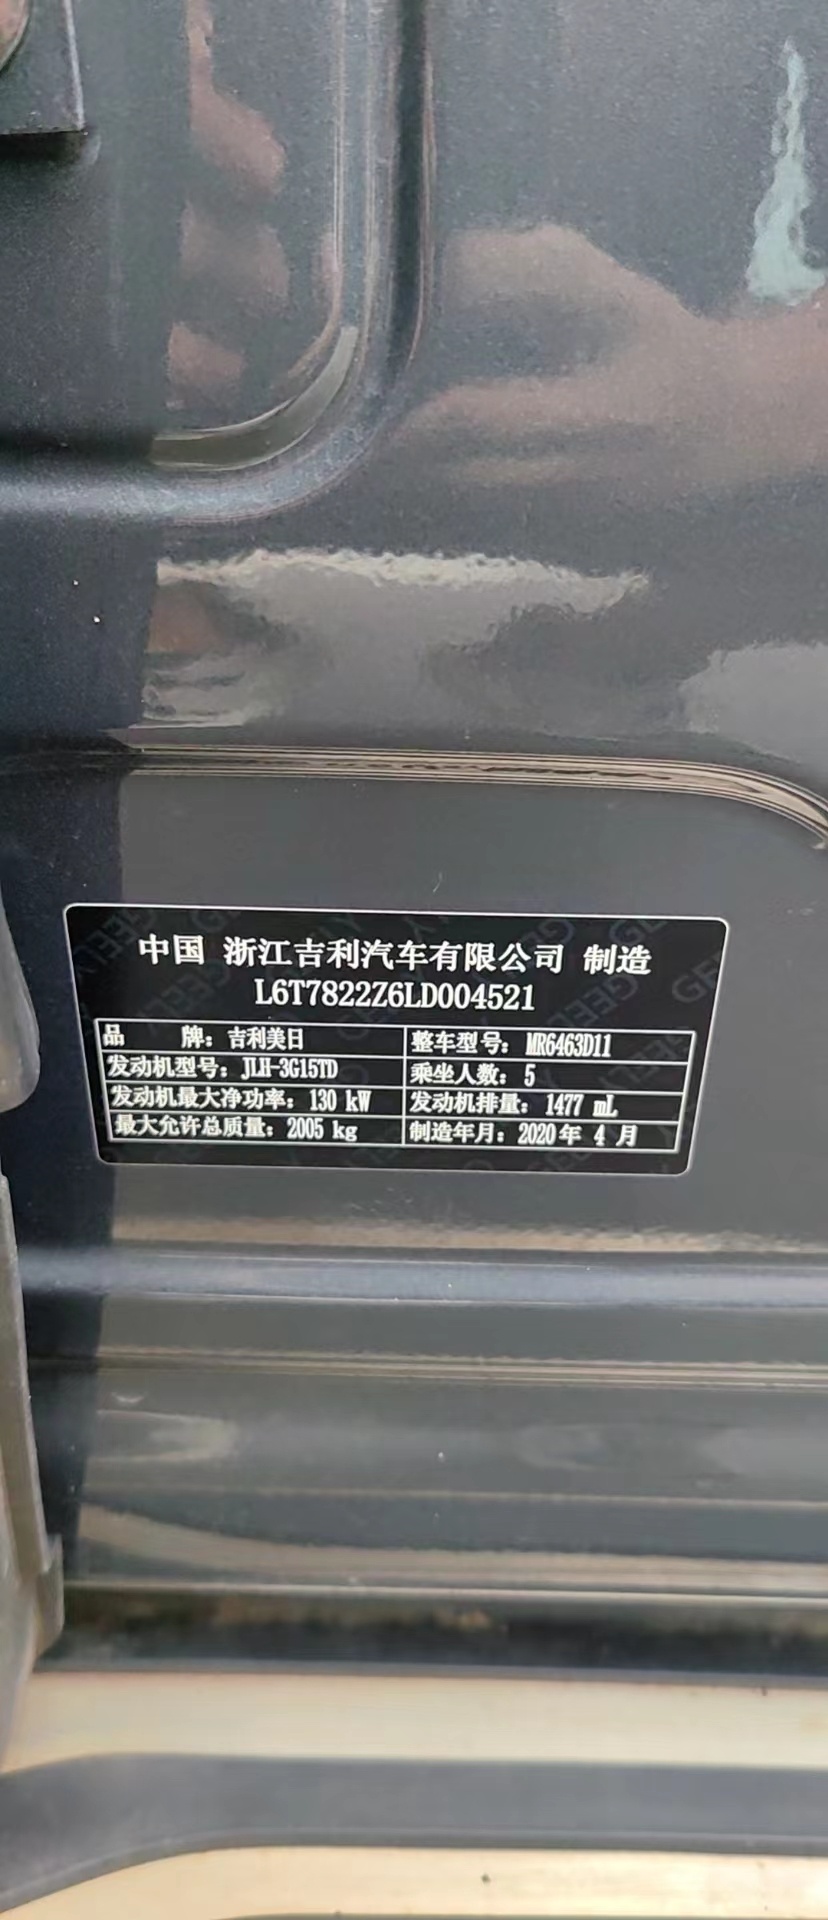 中国 浙江吉利汽车有限公司 制造
L6T7822Z6LD004521
品 牌：吉利美日 整车型号：MR6463D11
发动机型号：JLH-3G15TD 乘坐人数：5
发动机最大净功率：130 kW 发动机排量：1477 mL
最大允许总质量：2005 kg 制造年月：2020年 4 月